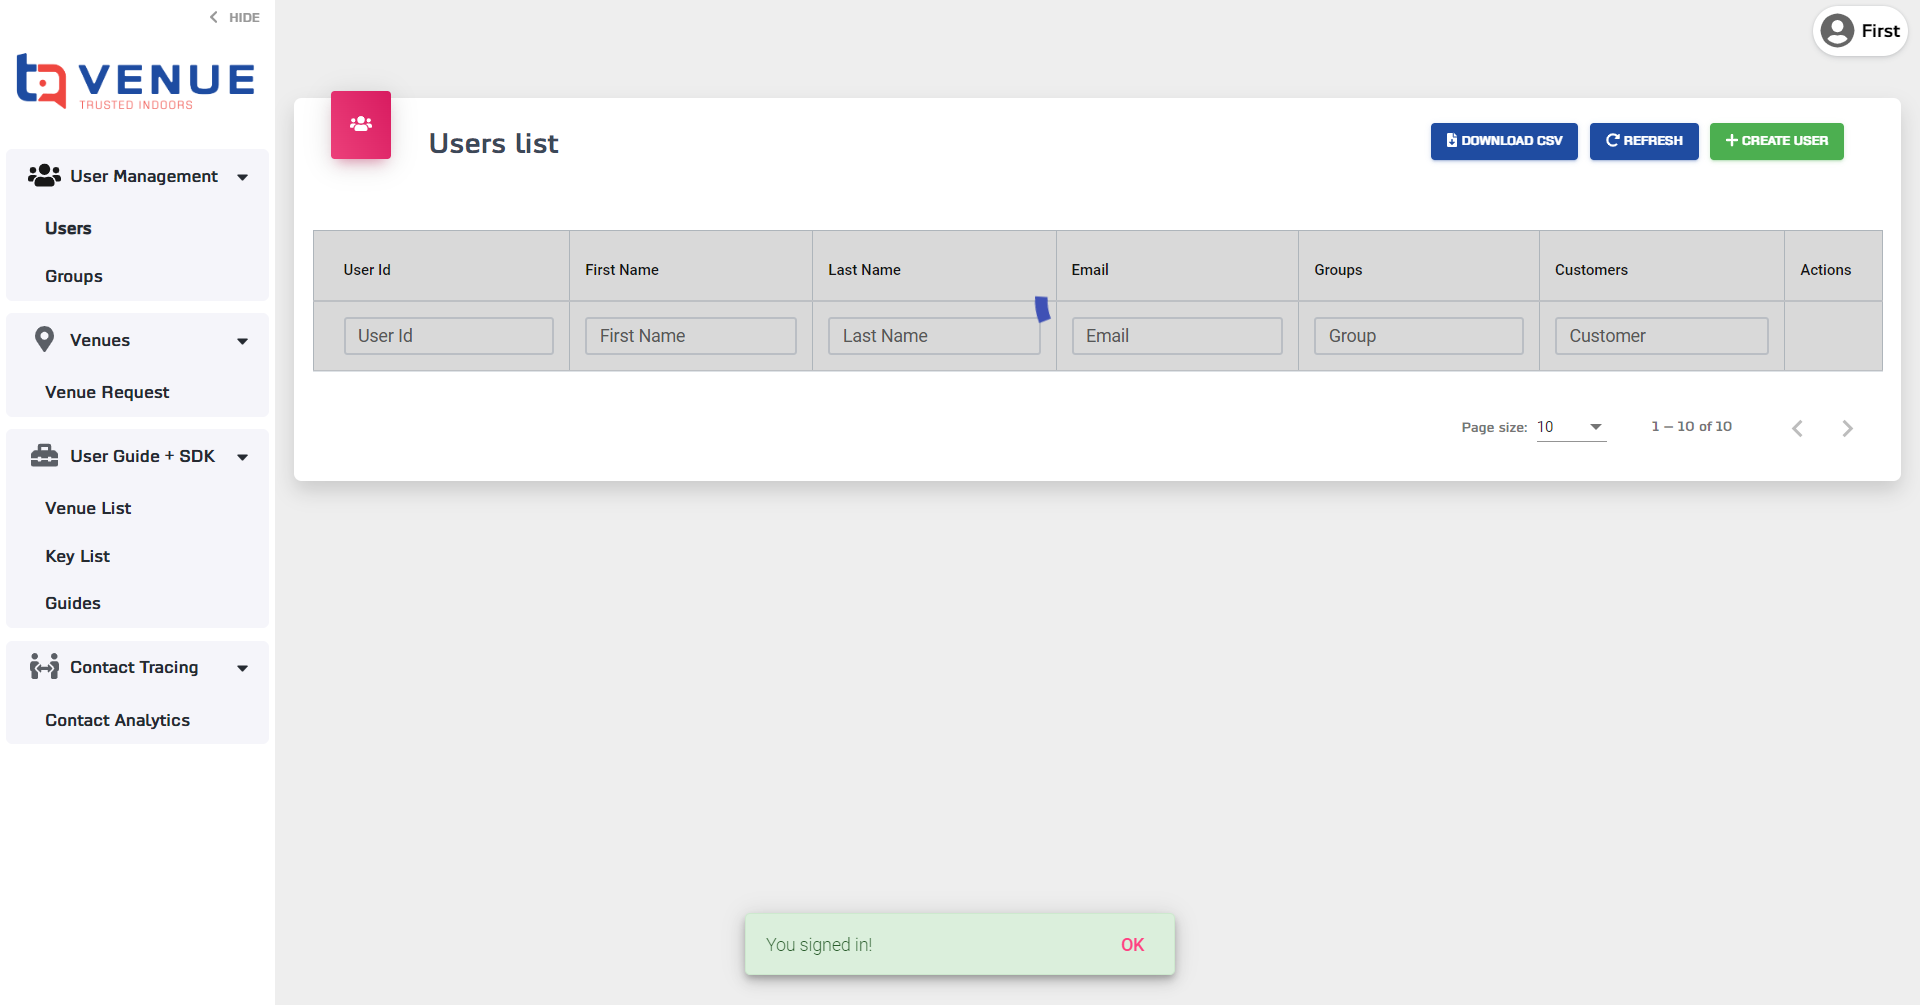 HIDE
VENUE
TRUSTED INDOORS
User Management
Users
Groups
Venues
Venue Request
User Guide + SDK
Venue List
Key List
Guides
Contact Tracing
Contact Analytics
First
Users list
DOWNLOAD CSV
REFRESH
CREATE USER
User Id
First Name
Last Name
Email
Groups
Customers
Actions
User Id
First Name
Last Name
Email
Group
Customer
Page size: 10
1 – 10 of 10
You signed in!
OK